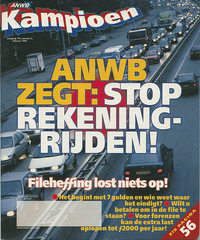 ANWB
Kampioen
ANWB
ZEGT: STOP
REKENING-
RIJDEN!
Fileheffing lost niets op!
Het begint met 7 gulden en wie weet waar
het eindigt? Wilt u
betalen om in de file te
staan? Voor forenzen
kan de extra last
oplopen tot ƒ2000 per jaar!
ZIE PAGINA
56